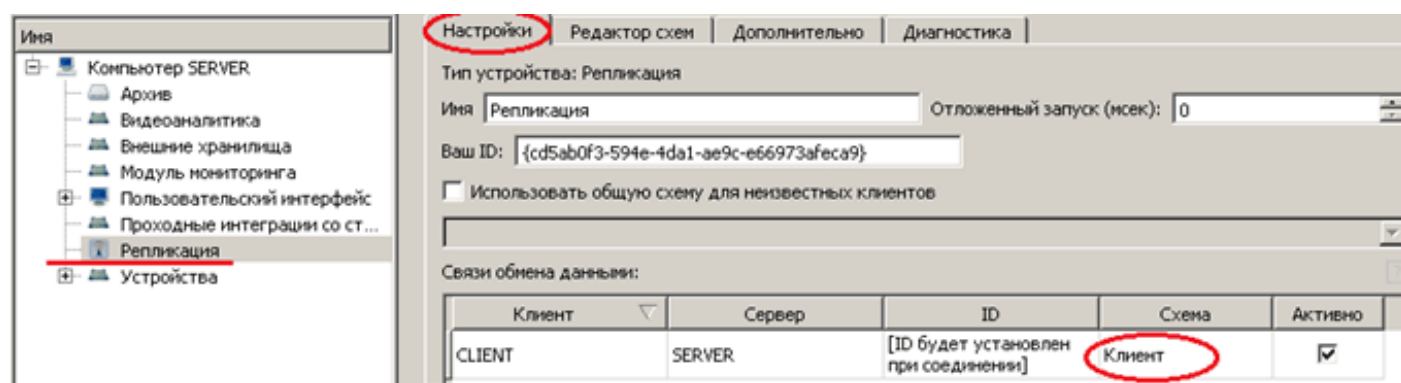 Имя
Компьютер SERVER
Архив
Видеоаналитика
Внешние хранилища
Модуль мониторинга
Пользовательский интерфейс
Проходные интеграции со ст...
Репликация
Устройства
Настройки Редактор схем Дополнительно Диагностика
Тип устройства: Репликация
Имя Репликация Отложенный запуск (мсек): 0
Ваш ID: {cd5ab0f3-594e-4da1-ae9c-e66973afeca9}
Использовать общую схему для неизвестных клиентов
Связи обмена данными:
Клиент Сервер ID Схема Активно
CLIENT SERVER [ID будет установлен при соединении] Клиент